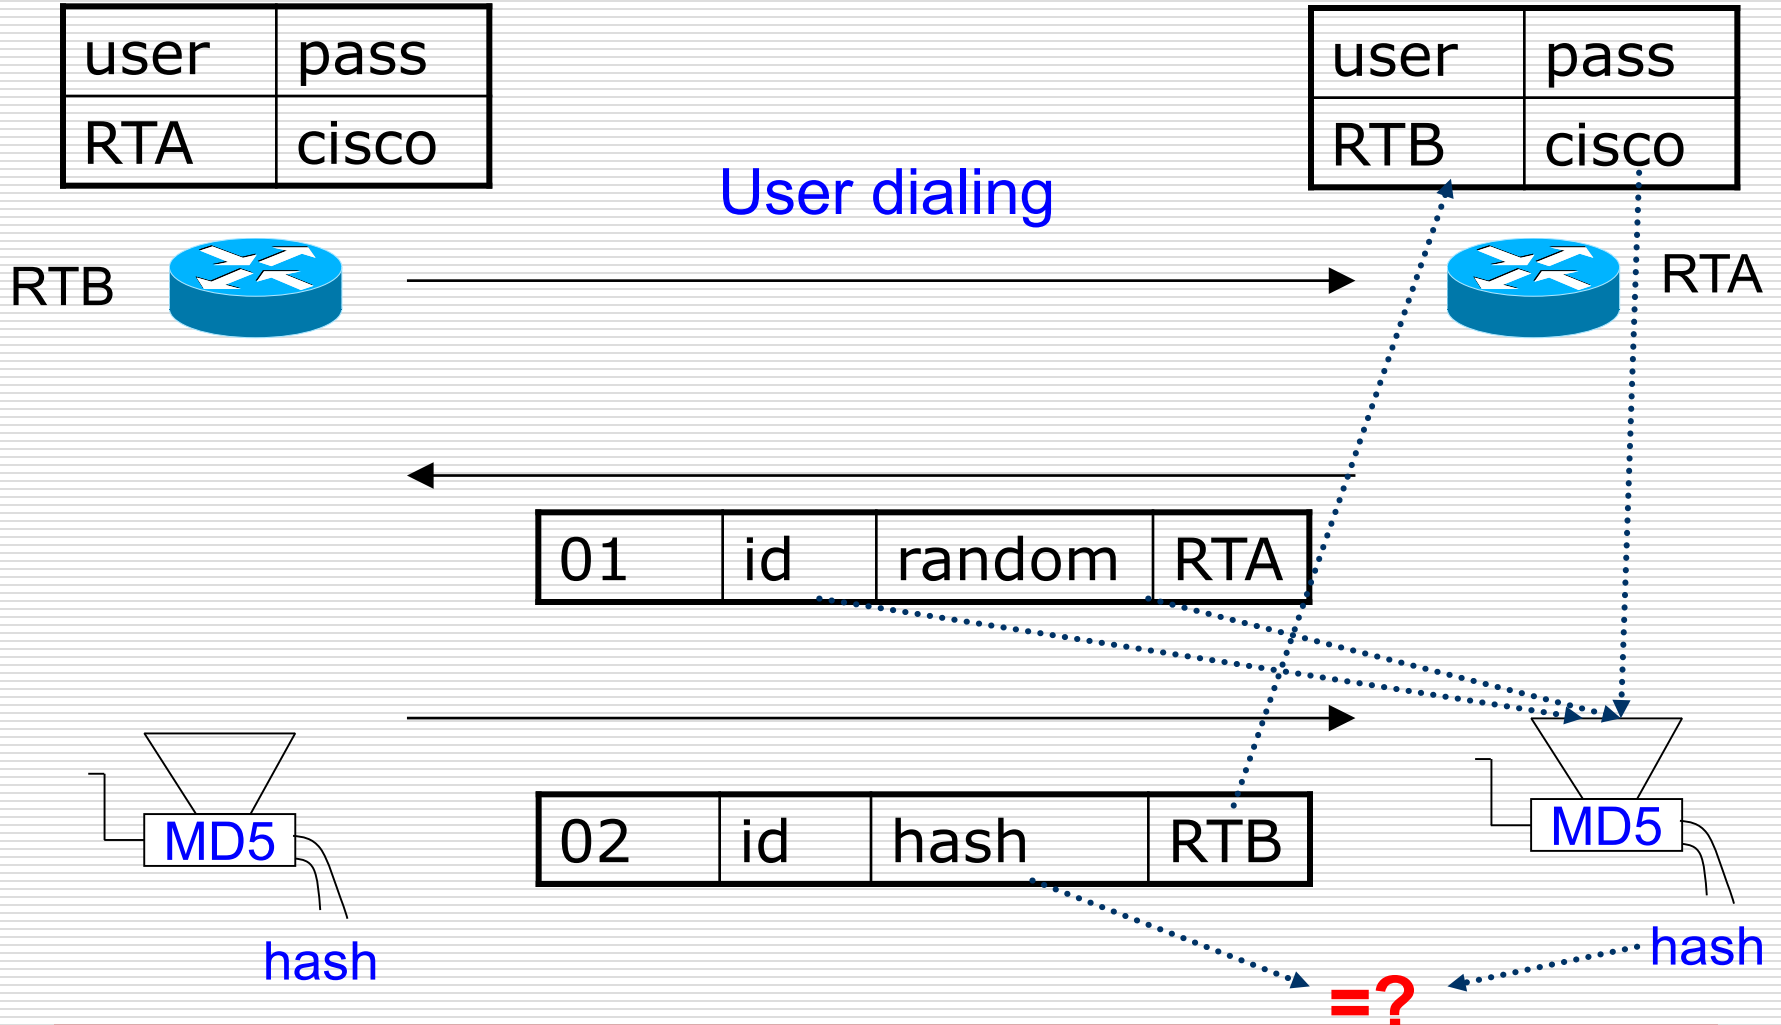 user pass
RTA cisco
user pass
RTB cisco
User dialing
RTB
RTA
01 id random RTA
MD5
hash
02 id hash RTB
MD5
hash
=?